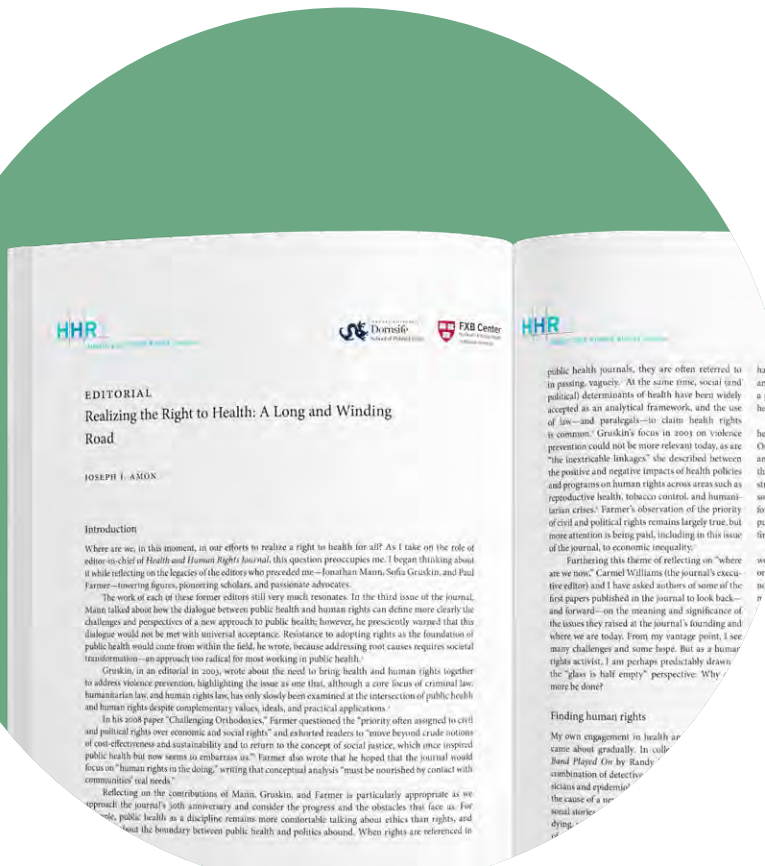 HHR
Dornsife
School of Public Health
FXB Center
EDITORIAL
Realizing the Right to Health: A Long and Winding
Road
JOSEPH J. AMON
Introduction
Where are we, in this moment, in our efforts to realize a right to health for all? As I take on the role of
editor-in-chief of Health and Human Rights Journal, this question preoccupies me. I began thinking about
it while reflecting on the legacies of the editors who preceded me—Jonathan Mann, Sofia Gruskin, and Paul
Farmer—towering figures, pioneering scholars, and passionate advocates.
The work of each of these former editors still very much resonates. In the third issue of the journal,
Mann talked about how the dialogue between public health and human rights can define more clearly the
challenges and perspectives of a new approach to public health; however, he presciently warned that this
dialogue would not be met with universal acceptance. Resistance to adopting rights as the foundation of
public health would come from within the field, he wrote, because addressing root causes requires societal
transformation—an approach too radical for most working in public health.
Gruskin, in an editorial in 2003, wrote about the need to bring health and human rights together
to address violence prevention, highlighting the issue as one that, although a core focus of criminal law,
humanitarian law, and human rights law, has only slowly been examined at the intersection of public health
and human rights despite complementary values, ideals, and practical applications.
In his 2008 paper "Challenging Orthodoxies," Farmer questioned the "priority often assigned to civil
and political rights over economic and social rights" and exhorted readers to "move beyond crude notions
of cost-effectiveness and sustainability and to return to the concept of social justice, which once inspired
public health but now seems to embarrass us." Farmer also wrote that he hoped that the journal would
focus on "human rights in the doing," writing that conceptual analysis "must be nourished by contact with
communities' real needs."
Reflecting on the contributions of Mann, Gruskin, and Farmer is particularly appropriate as we
approach the journal's 30th anniversary and consider the progress and the obstacles that face us. For
public health as a discipline remains more comfortable talking about ethics than rights, and
about the boundary between public health and politics abound. When rights are referenced in
HHR
public health journals, they are often referred to
in passing, vaguely. At the same time, social (and
political) determinants of health have been widely
accepted as an analytical framework, and the use
of law—and paralegals—to claim health rights
is common. Gruskin's focus in 2003 on violence
prevention could not be more relevant today, as are
"the inextricable linkages" she described between
the positive and negative impacts of health policies
and programs on human rights across areas such as
reproductive health, tobacco control, and humani-
tarian crises. Farmer's observation of the priority
of civil and political rights remains largely true, but
more attention is being paid, including in this issue
of the journal, to economic inequality.
Furthering this theme of reflecting on "where
are we now," Carmel Williams (the journal's execu-
tive editor) and I have asked authors of some of the
first papers published in the journal to look back—
and forward—on the meaning and significance of
the issues they raised at the journal's founding and
where we are today. From my vantage point, I see
many challenges and some hope. But as a human
rights activist, I am perhaps predictably drawn
the "glass is half empty" perspective: Why
more be done?
Finding human rights
My own engagement in health
came about gradually. In
Band Played On by Randy
combination of detective
sicians and
the cause of a
sonal stories
dying,